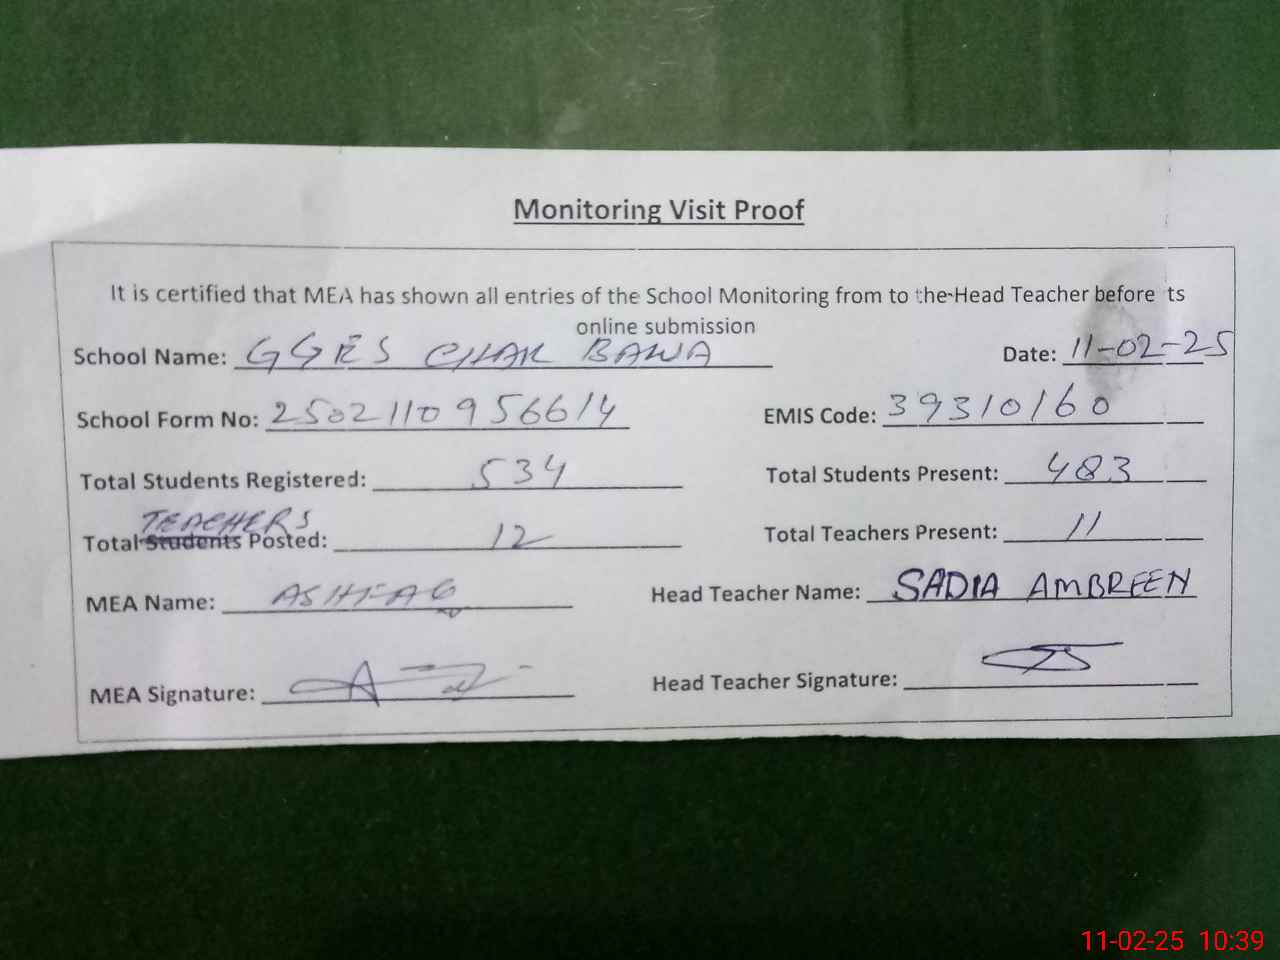 Monitoring Visit Proof
It is certified that MEA has shown all entries of the School Monitoring from to the Head Teacher before ts
online submission
School Name: GGES CHAK BAWA Date: 11-02-25
School Form No: 2502110956614 EMIS Code: 39310160
Total Students Registered: 534 Total Students Present: 483
TEACHERS
Total Students Posted: 12 Total Teachers Present: 11
MEA Name: ASHFAQ Head Teacher Name: SADIA AMBREEN
MEA Signature: Head Teacher Signature:
11-02-25 10:39